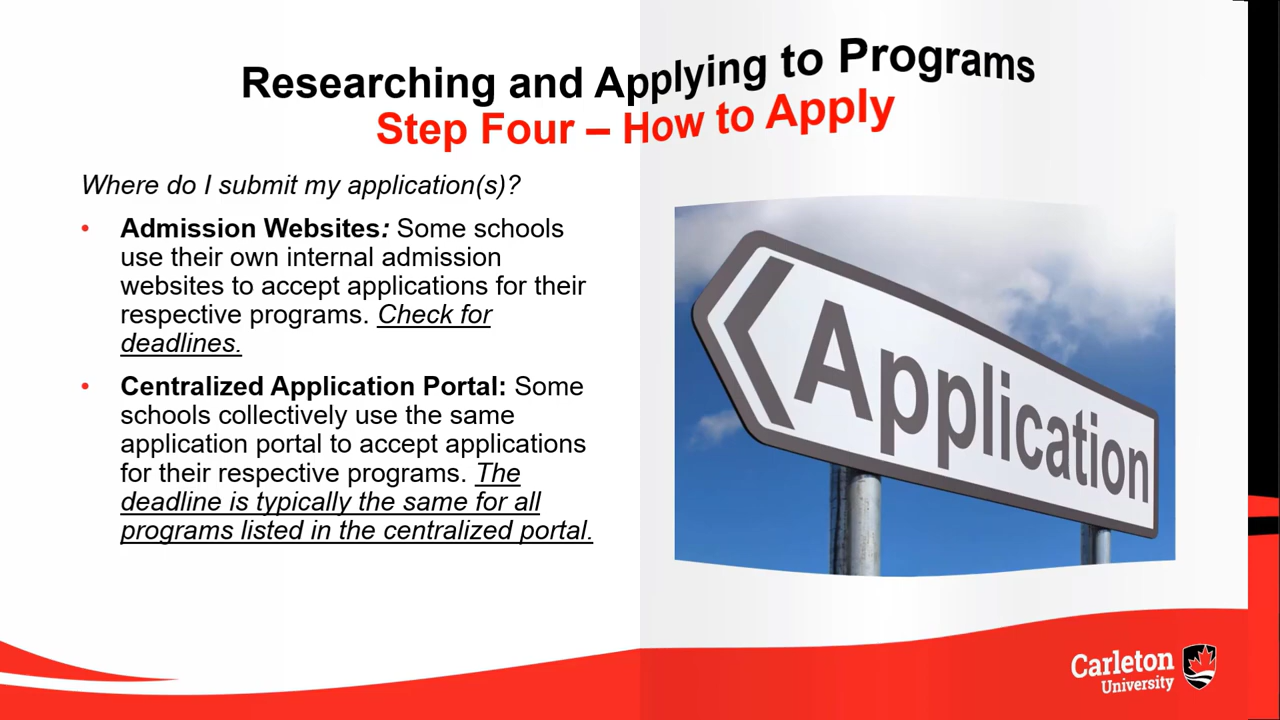 Researching and Applying to Programs
Step Four – How to Apply
Where do I submit my application(s)?
• Admission Websites: Some schools
use their own internal admission
websites to accept applications for their
respective programs. Check for
deadlines.
• Centralized Application Portal: Some
schools collectively use the same
application portal to accept applications
for their respective programs. The
deadline is typically the same for all
programs listed in the centralized portal.
Application
Carleton
University